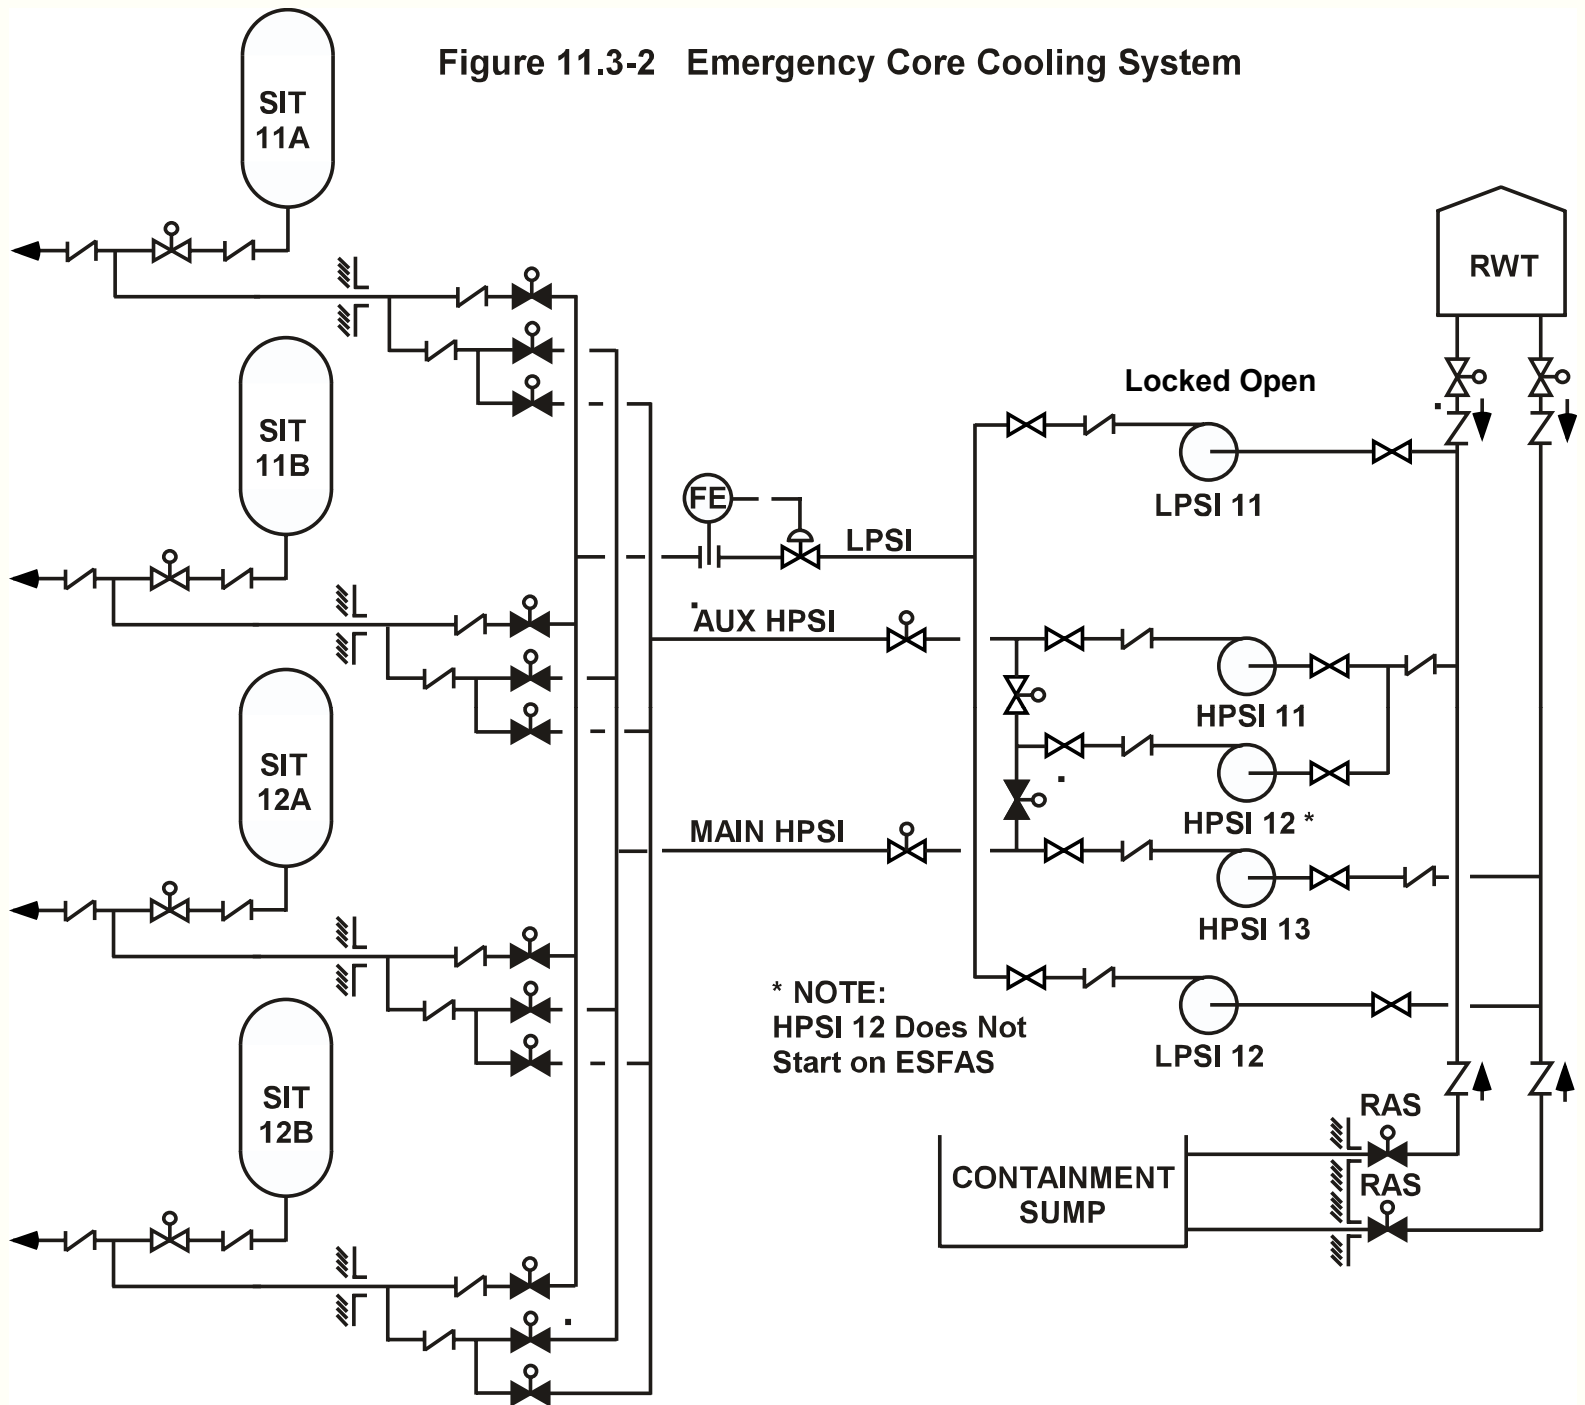 Figure 11.3-2 Emergency Core Cooling System
SIT
11A
RWT
Locked Open
SIT
11B
FE
LPSI
LPSI 11
AUX HPSI
HPSI 11
SIT
12A
MAIN HPSI
HPSI 12 *
HPSI 13
* NOTE:
HPSI 12 Does Not
Start on ESFAS
LPSI 12
SIT
12B
RAS
RAS
CONTAINMENT
SUMP